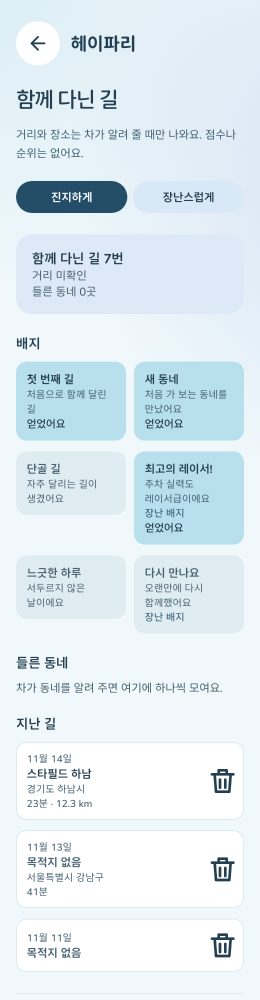 헤이파리
함께 다닌 길
거리와 장소는 차가 알려 줄 때만 나와요. 점수나
순위는 없어요.
진지하게
장난스럽게
함께 다닌 길 7번
거리 미확인
들른 동네 0곳
배지
첫 번째 길
처음으로 함께 달린
길
얻었어요
새 동네
처음 가 보는 동네를
만났어요
얻었어요
단골 길
자주 달리는 길이
생겼어요
최고의 레이서!
주차 실력도
레이서급이에요
장난 배지
얻었어요
느긋한 하루
서두르지 않은
날이에요
다시 만나요
오랜만에 다시
함께했어요
장난 배지
들른 동네
차가 동네를 알려 주면 여기에 하나씩 모여요.
지난 길
11월 14일
스타필드 하남
경기도 하남시
23분 · 12.3 km
11월 13일
목적지 없음
서울특별시 강남구
41분
11월 11일
목적지 없음